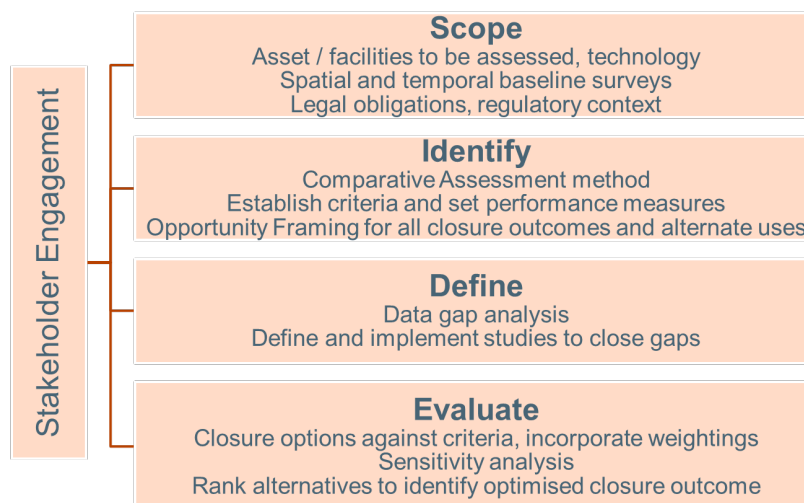 Stakeholder Engagement
Scope
Asset / facilities to be assessed, technology
Spatial and temporal baseline surveys
Legal obligations, regulatory context
Identify
Comparative Assessment method
Establish criteria and set performance measures
Opportunity Framing for all closure outcomes and alternate uses
Define
Data gap analysis
Define and implement studies to close gaps
Evaluate
Closure options against criteria, incorporate weightings
Sensitivity analysis
Rank alternatives to identify optimised closure outcome